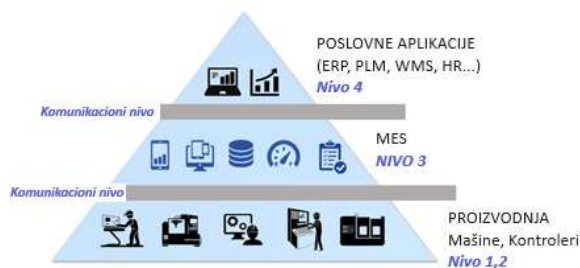 POSLOVNE APLIKACIJE
(ERP, PLM, WMS, HR...)
Nivo 4
Komunikacioni nivo
MES
NIVO 3
Komunikacioni nivo
PROIZVODNJA
Mašine, Kontroleri
Nivo 1,2